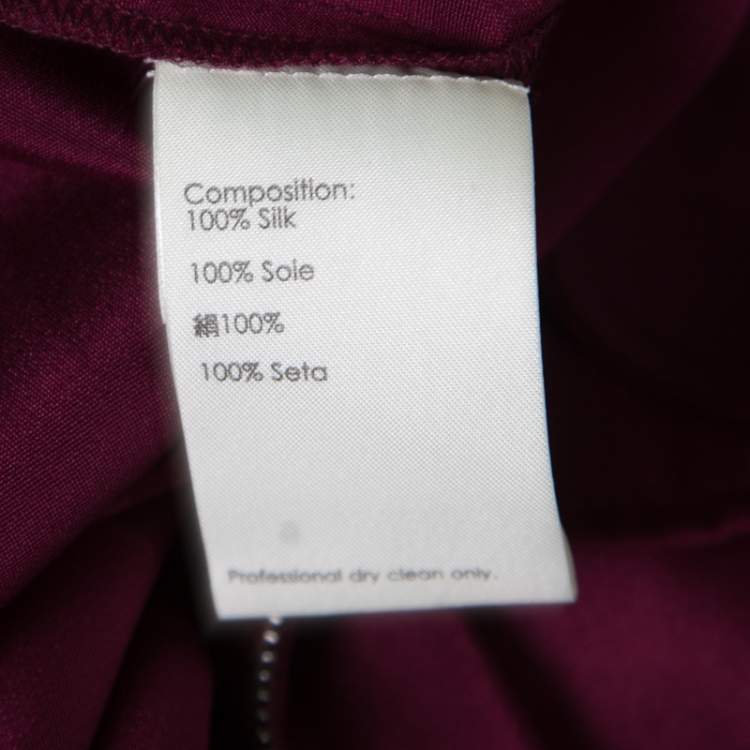 Composition:
100% Silk
100% Soie
絹100%
100% Seta
Professional dry clean only.